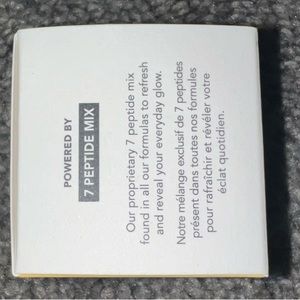 POWERED BY
7 PEPTIDE MIX
Our proprietary 7 peptide mix
found in all our formulas to refresh
and reveal your everyday glow.
Notre mélange exclusif de 7 peptides
présent dans toutes nos formules
pour rafraîchir et révéler votre
éclat quotidien.